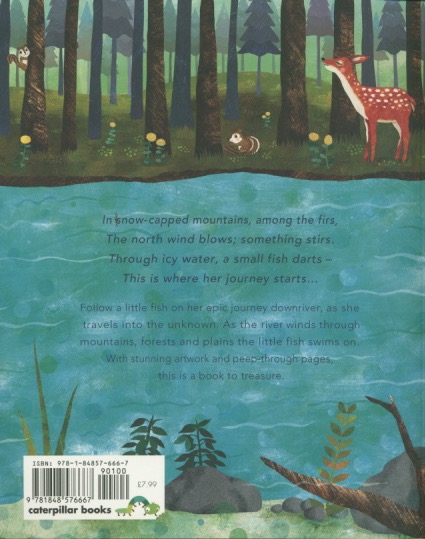 In snow-capped mountains, among the firs,
The north wind blows; something stirs.
Through icy water, a small fish darts –
This is where her journey starts...
Follow a little fish on her epic journey downriver, as she
travels into the unknown. As the river winds through
mountains, forests and plains the little fish swims on.
With stunning artwork and peep-through pages,
this is a book to treasure.
ISBN: 978-1-84857-666-7
90100
9 781848 576667
£7.99
caterpillar books